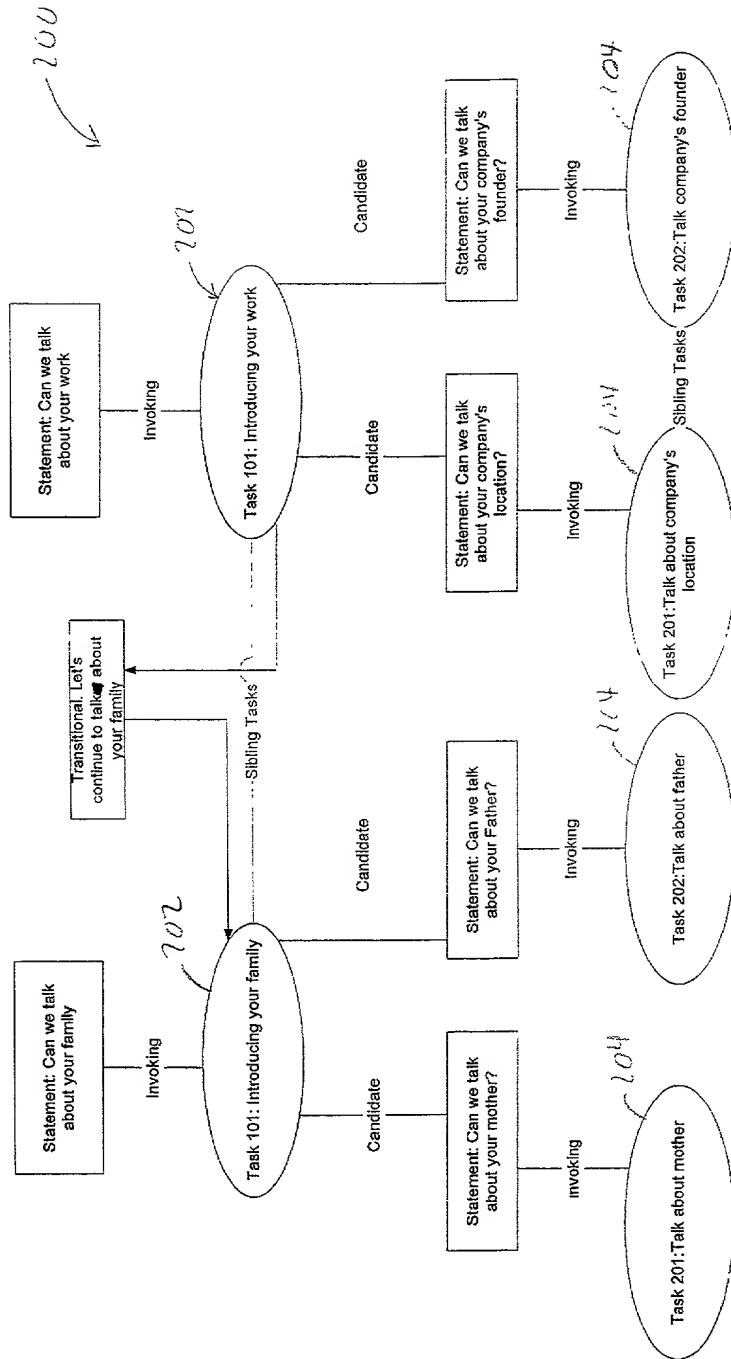 200
Statement: Can we talk
about your family
Statement: Can we talk
about your work
Invoking
Invoking
Transitional. Let's
continue to talk about
your family
202
202
Task 101: Introducing your family
Sibling Tasks
Task 101: Introducing your work
Candidate
Candidate
Candidate
Candidate
Statement: Can we talk
about your mother?
Statement: Can we talk
about your Father?
Statement: Can we talk
about your company's
location?
Statement: Can we talk
about your company's
founder?
invoking
Invoking
Invoking
Invoking
204
204
204
204
Task 201:Talk about mother
Task 202:Talk about father
Task 201:Talk about company's
location
Sibling Tasks
Task 202:Talk company's founder